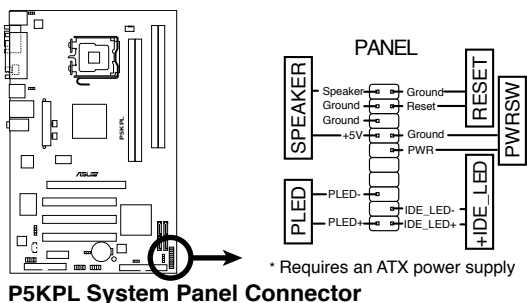 PANEL
SPEAKER
Speaker
Ground
Ground
+5V
Ground
Reset
Ground
PWR
RESET
PWRSW
PLED
PLED-
PLED+
IDE_LED-
IDE_LED+
+IDE_LED
P5KPL
ASUS
* Requires an ATX power supply
P5KPL System Panel Connector